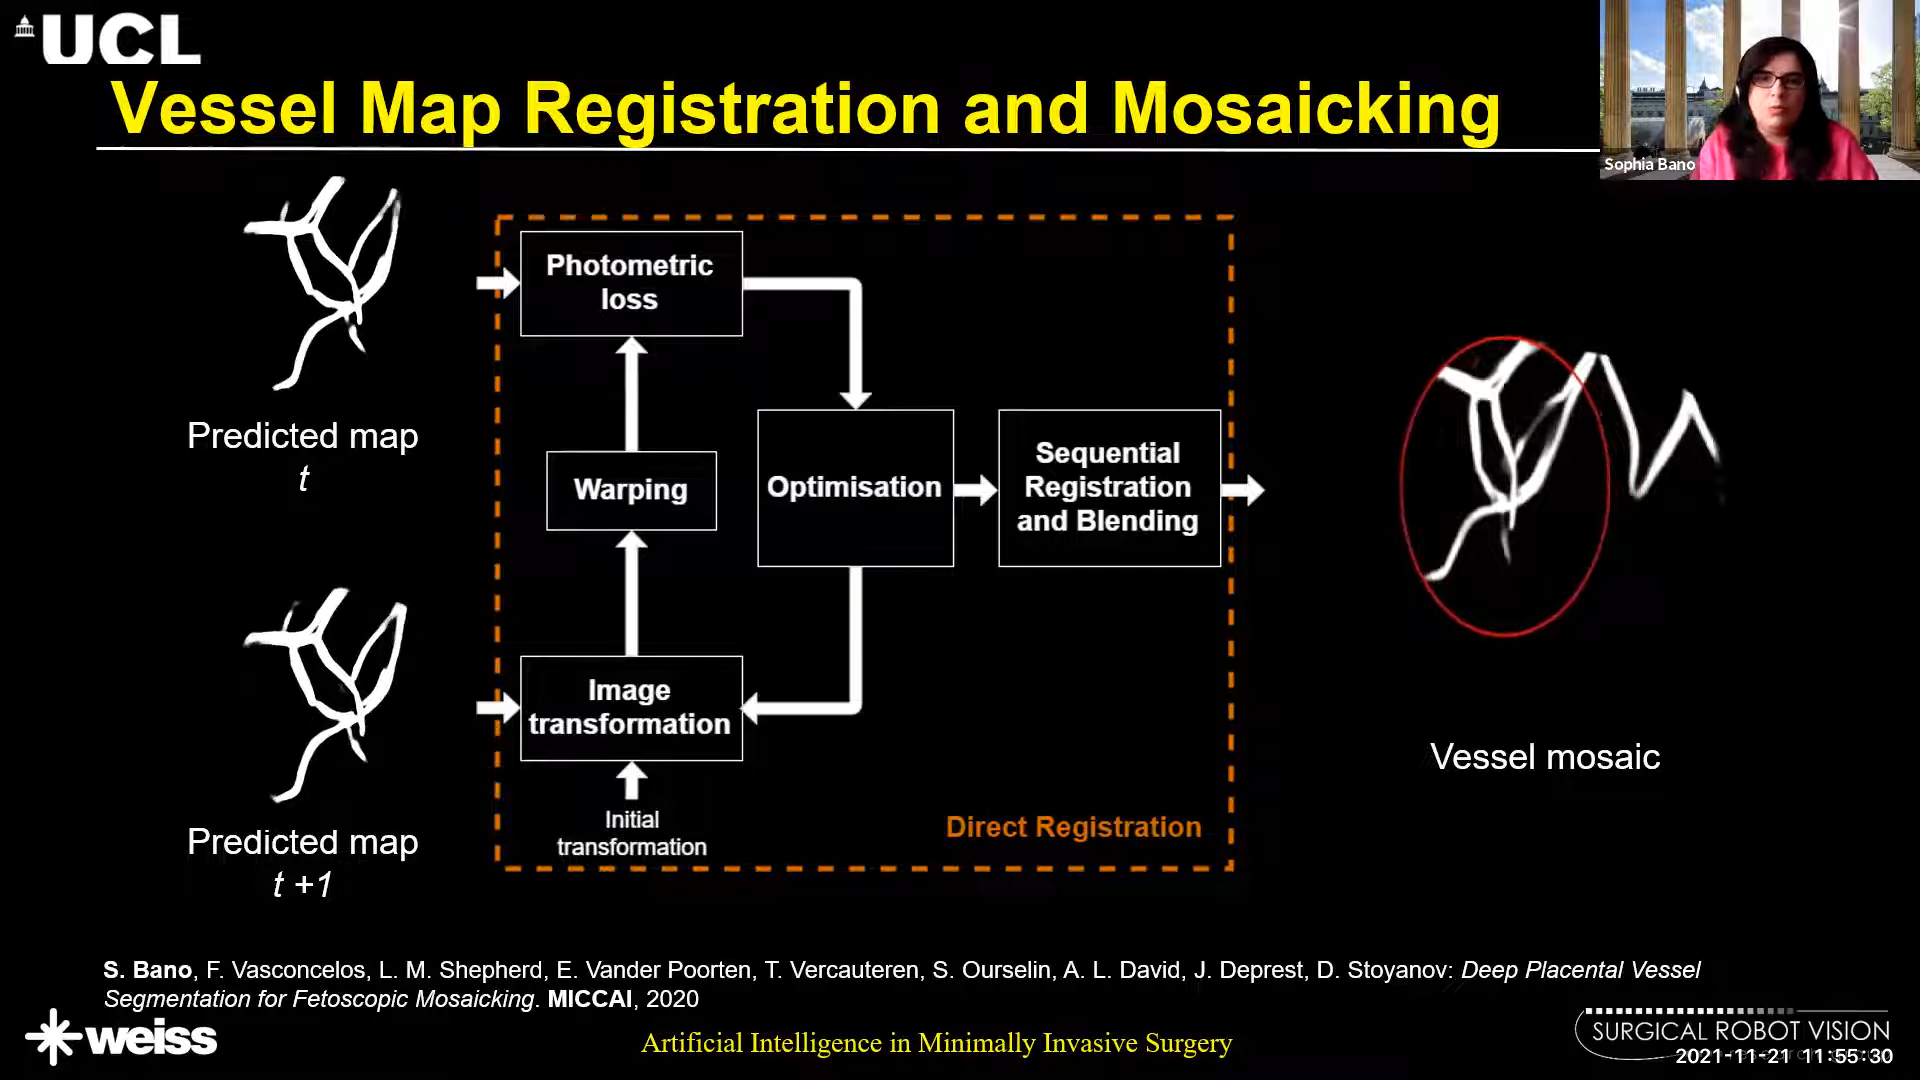 UCL
Vessel Map Registration and Mosaicking
Sophia Bano
Predicted map
t
Predicted map
t +1
Photometric
loss
Warping
Image
transformation
Initial
transformation
Optimisation
Sequential
Registration
and Blending
Direct Registration
Vessel mosaic
S. Bano, F. Vasconcelos, L. M. Shepherd, E. Vander Poorten, T. Vercauteren, S. Ourselin, A. L. David, J. Deprest, D. Stoyanov: Deep Placental Vessel
Segmentation for Fetoscopic Mosaicking. MICCAI, 2020
weiss
Artificial Intelligence in Minimally Invasive Surgery
SURGICAL ROBOT VISION
2021-11-21 11:55:30